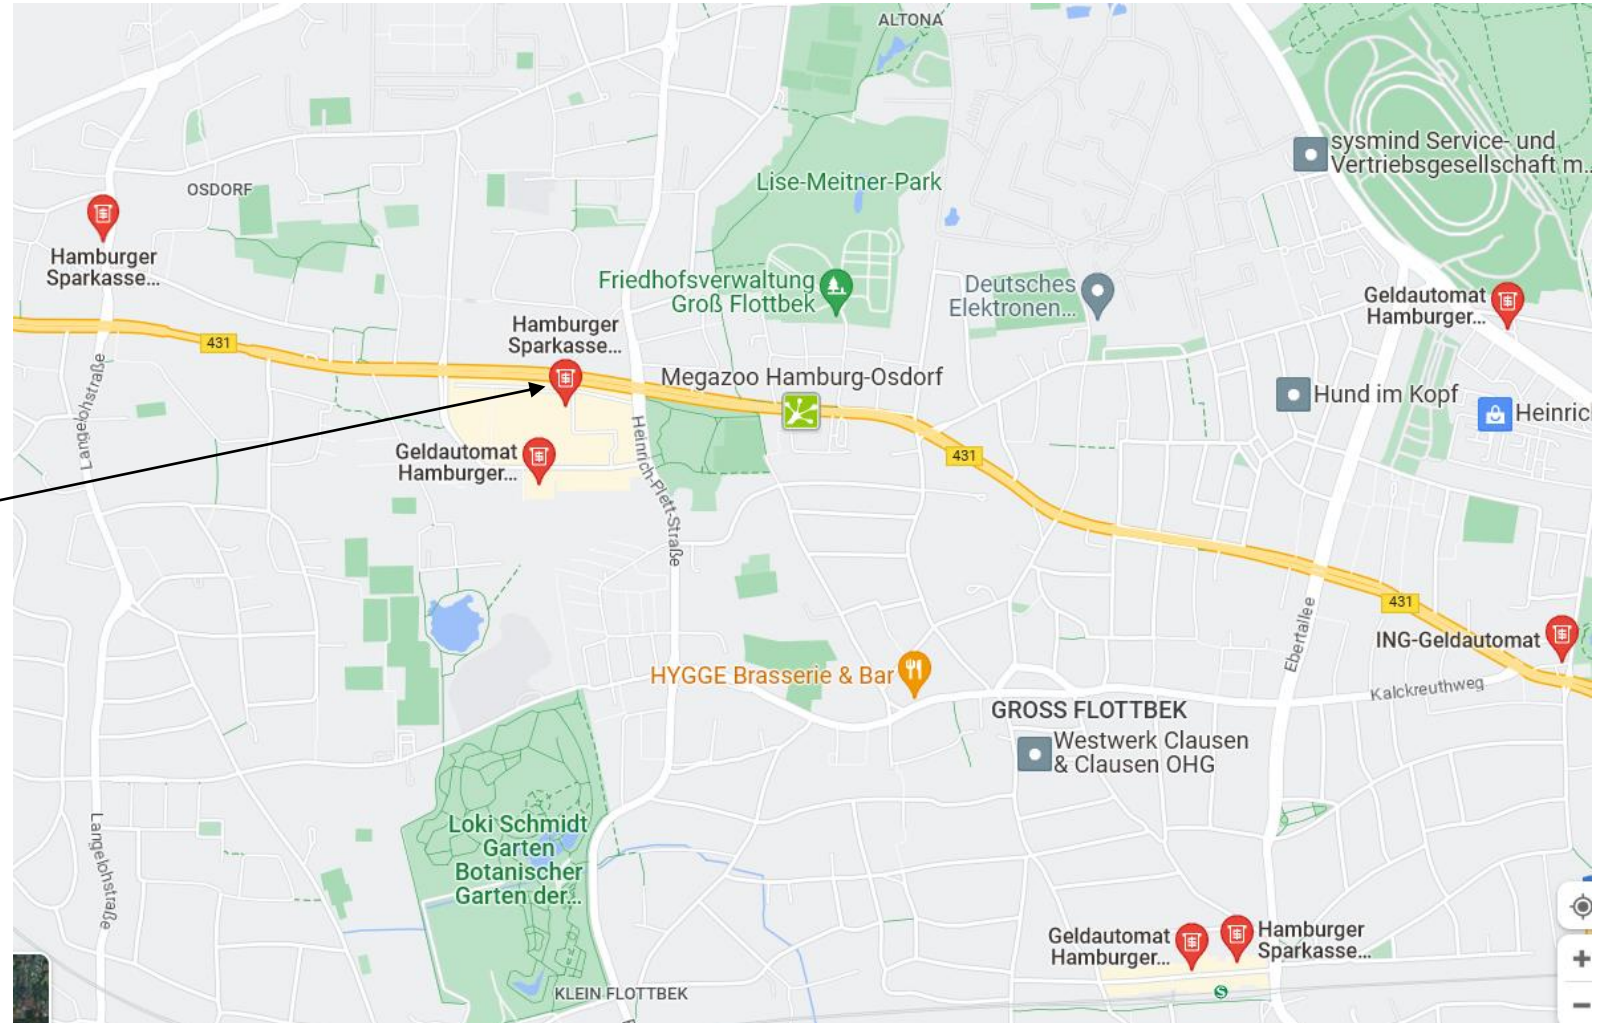 ALTONA
sysmind Service- und
Vertriebsgesellschaft m...
Lise-Meitner-Park
OSDORF
Hamburger
Sparkasse...
Friedhofsverwaltung
Groß Flottbek
Deutsches
Elektronen...
Geldautomat
Hamburger...
Hamburger
Sparkasse...
431
Megazoo Hamburg-Osdorf
Hund im Kopf
Heinric
Langelohstraße
Geldautomat
Hamburger...
Heinrich-Plett-Straße
431
431
Ebertallee
ING-Geldautomat
HYGGE Brasserie & Bar
Kalckreuthweg
GROSS FLOTTBEK
Westwerk Clausen
& Clausen OHG
Loki Schmidt
Garten
Botanischer
Garten der...
Langelohstraße
Geldautomat
Hamburger...
Hamburger
Sparkasse...
S
KLEIN FLOTTBEK